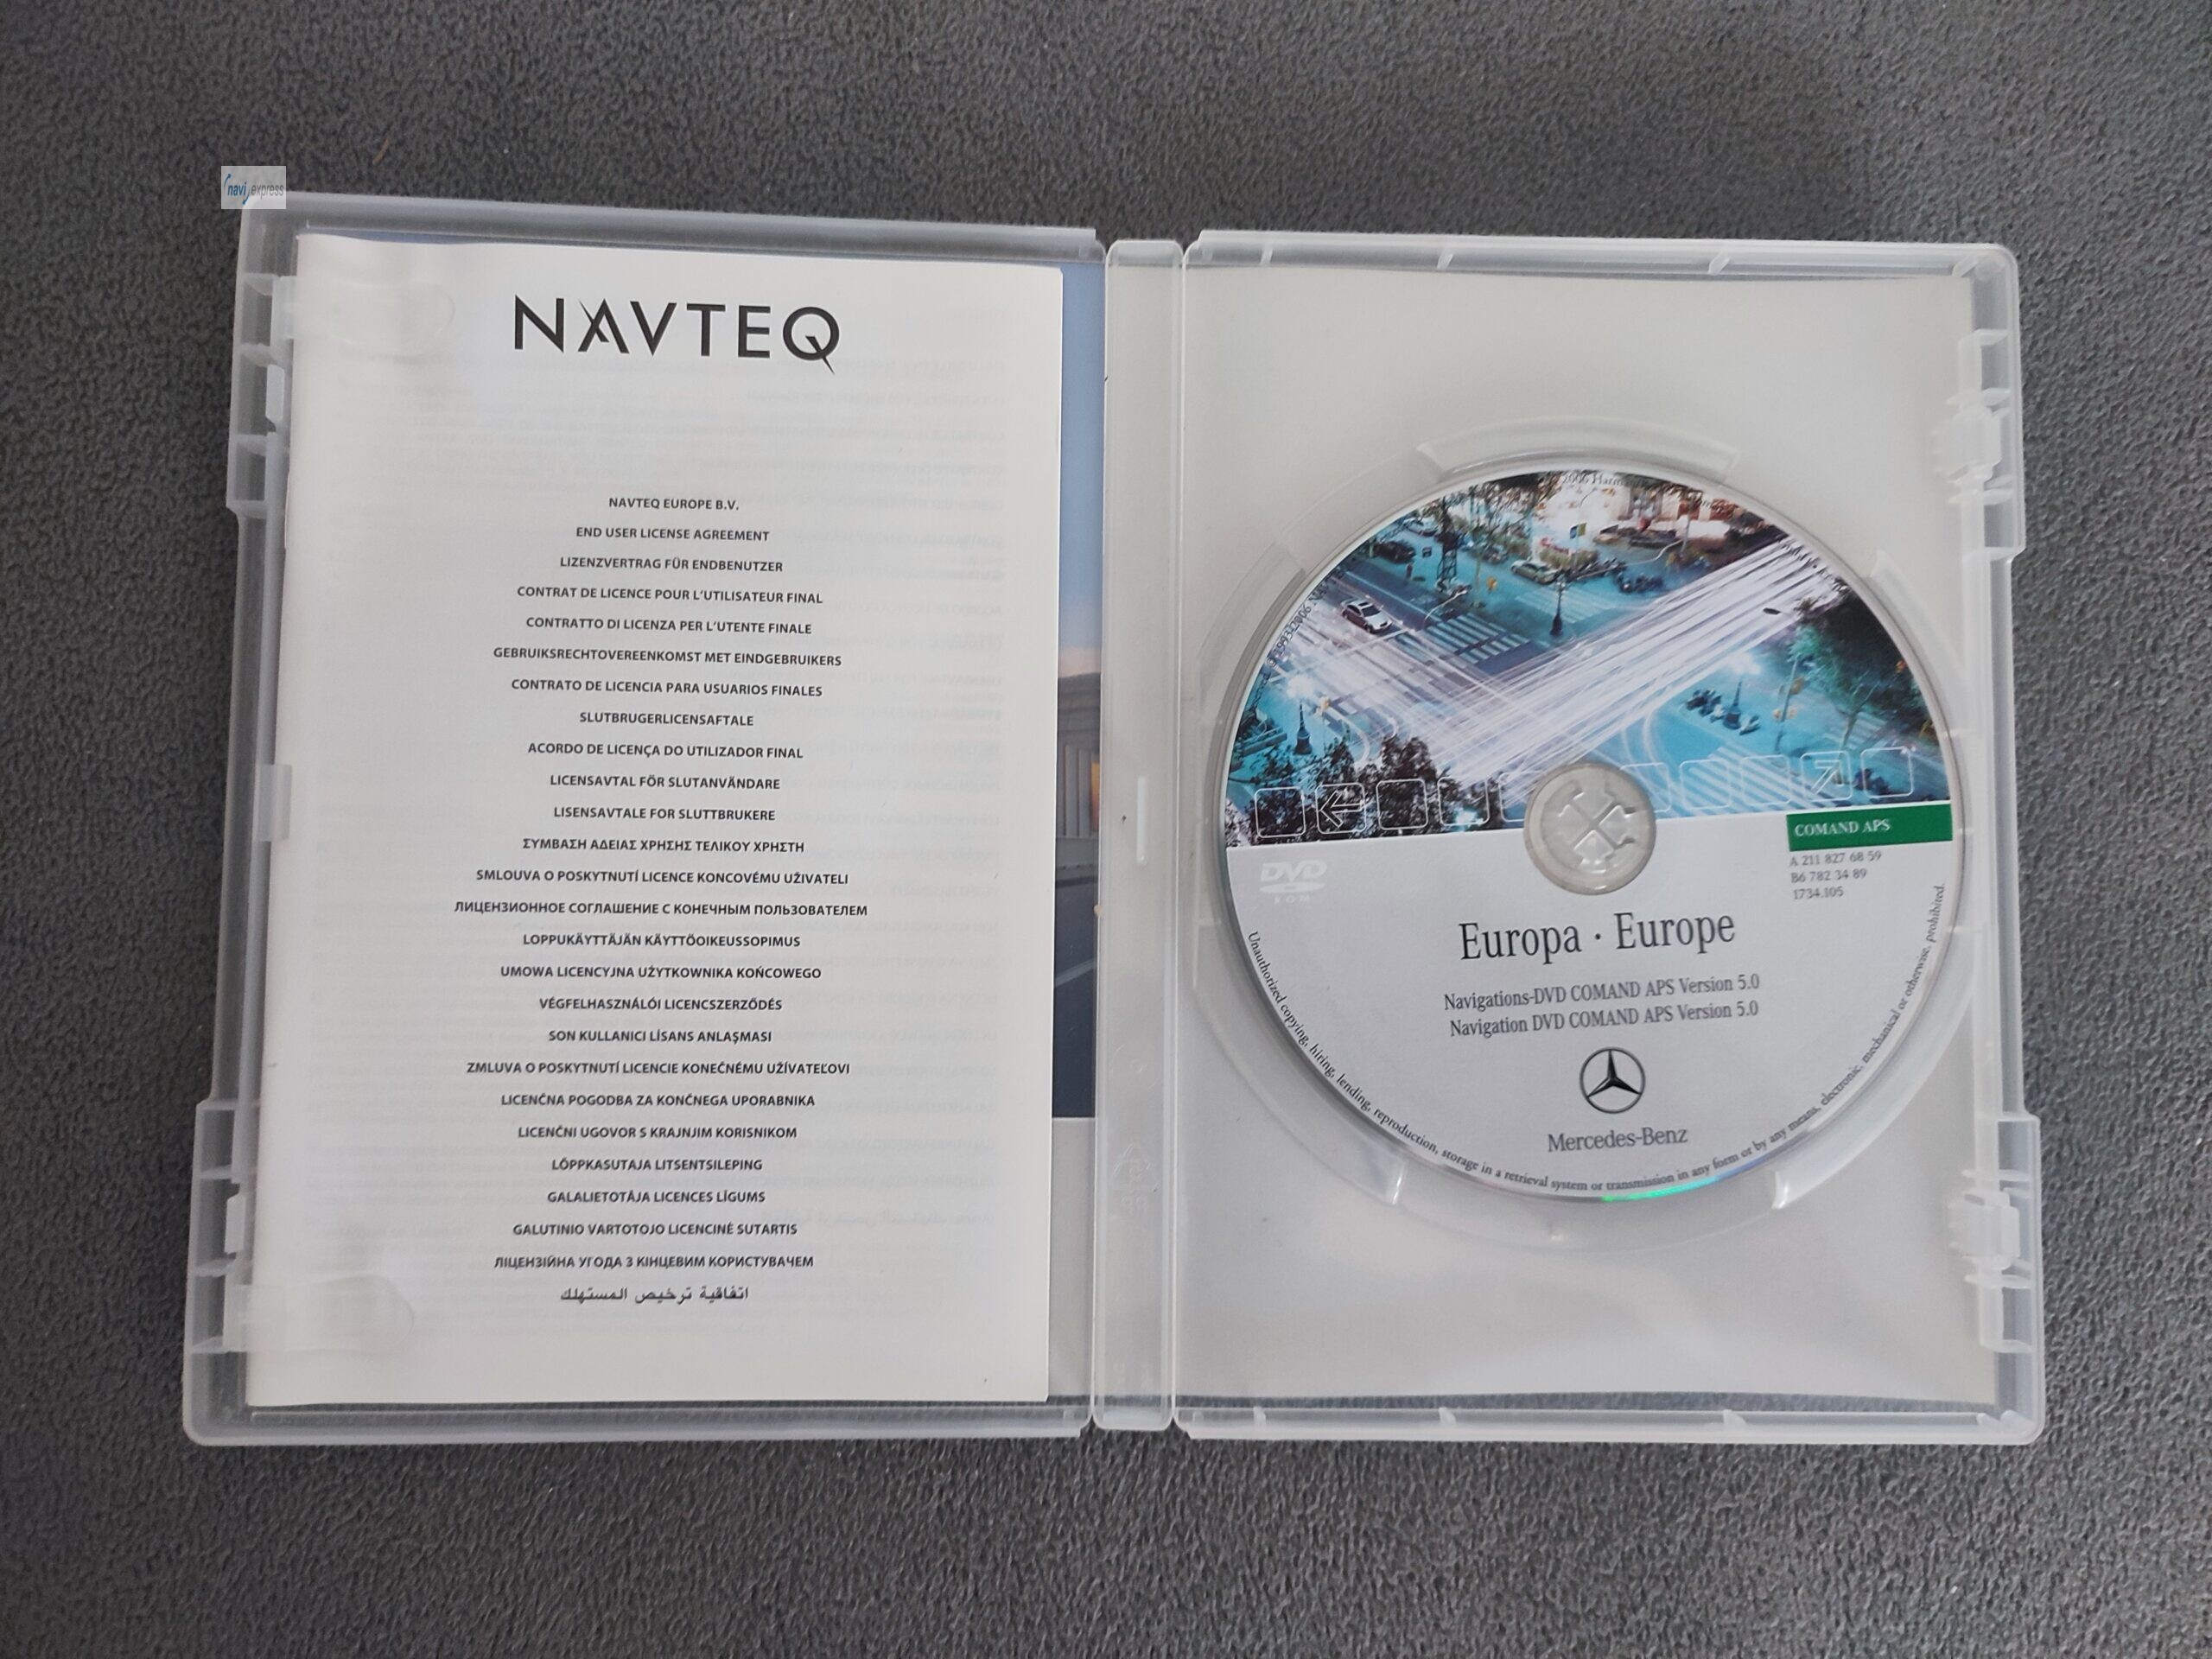 navi express
NAVTEQ
NAVTEQ EUROPE B.V.
END USER LICENSE AGREEMENT
LIZENZVERTRAG FÜR ENDBENUTZER
CONTRAT DE LICENCE POUR L'UTILISATEUR FINAL
CONTRATTO DI LICENZA PER L'UTENTE FINALE
GEBRUIKSRECHTOVEREENKOMST MET EINDGEBRUIKERS
CONTRATO DE LICENCIA PARA USUARIOS FINALES
SLUTBRUGERLICENSAFTALE
ACORDO DE LICENÇA DO UTILIZADOR FINAL
LICENSAVTAL FÖR SLUTANVÄNDARE
LISENSAVTALE FOR SLUTTBRUKERE
ΣΥΜΒΑΣΗ ΑΔΕΙΑΣ ΧΡΗΣΗΣ ΤΕΛΙΚΟΥ ΧΡΗΣΤΗ
SMLOUVA O POSKYTNUTÍ LICENCE KONCOVÉMU UŽIVATELI
ЛИЦЕНЗИОННОЕ СОГЛАШЕНИЕ С КОНЕЧНЫМ ПОЛЬЗОВАТЕЛЕМ
LOPPUKÄYTTÄJÄN KÄYTTÖOIKEUSSOPIMUS
UMOWA LICENCYJNA UŻYTKOWNIKA KOŃCOWEGO
VÉGFELHASZNÁLÓI LICENCSZERZŐDÉS
SON KULLANICI LİSANS ANLAŞMASI
ZMLUVA O POSKYTNUTÍ LICENCIE KONEČNÉMU UŽÍVATEĽOVI
LICENČNA POGODBA ZA KONČNEGA UPORABNIKA
LICENČNI UGOVOR S KRAJNJIM KORISNIKOM
LÕPPKASUTAJA LITSENTSILEPING
GALALIETOTĀJA LICENCES LĪGUMS
GALUTINIO VARTOTOJO LICENCINĖ SUTARTIS
ЛІЦЕНЗІЙНА УГОДА З КІНЦЕВИМ КОРИСТУВАЧЕМ
اتفاقية ترخيص المستهلك
2006
© 1993-2006
COMAND APS
A 211 827 68 59
B6 782 34 89
1734.105
DVD
ROM
Europa · Europe
Navigations-DVD COMAND APS Version 5.0
Navigation DVD COMAND APS Version 5.0
Mercedes-Benz
Unauthorized copying, hiring, lending, reproduction, storage in a retrieval system or transmission in any form or by any means, electronic, mechanical or otherwise, prohibited.